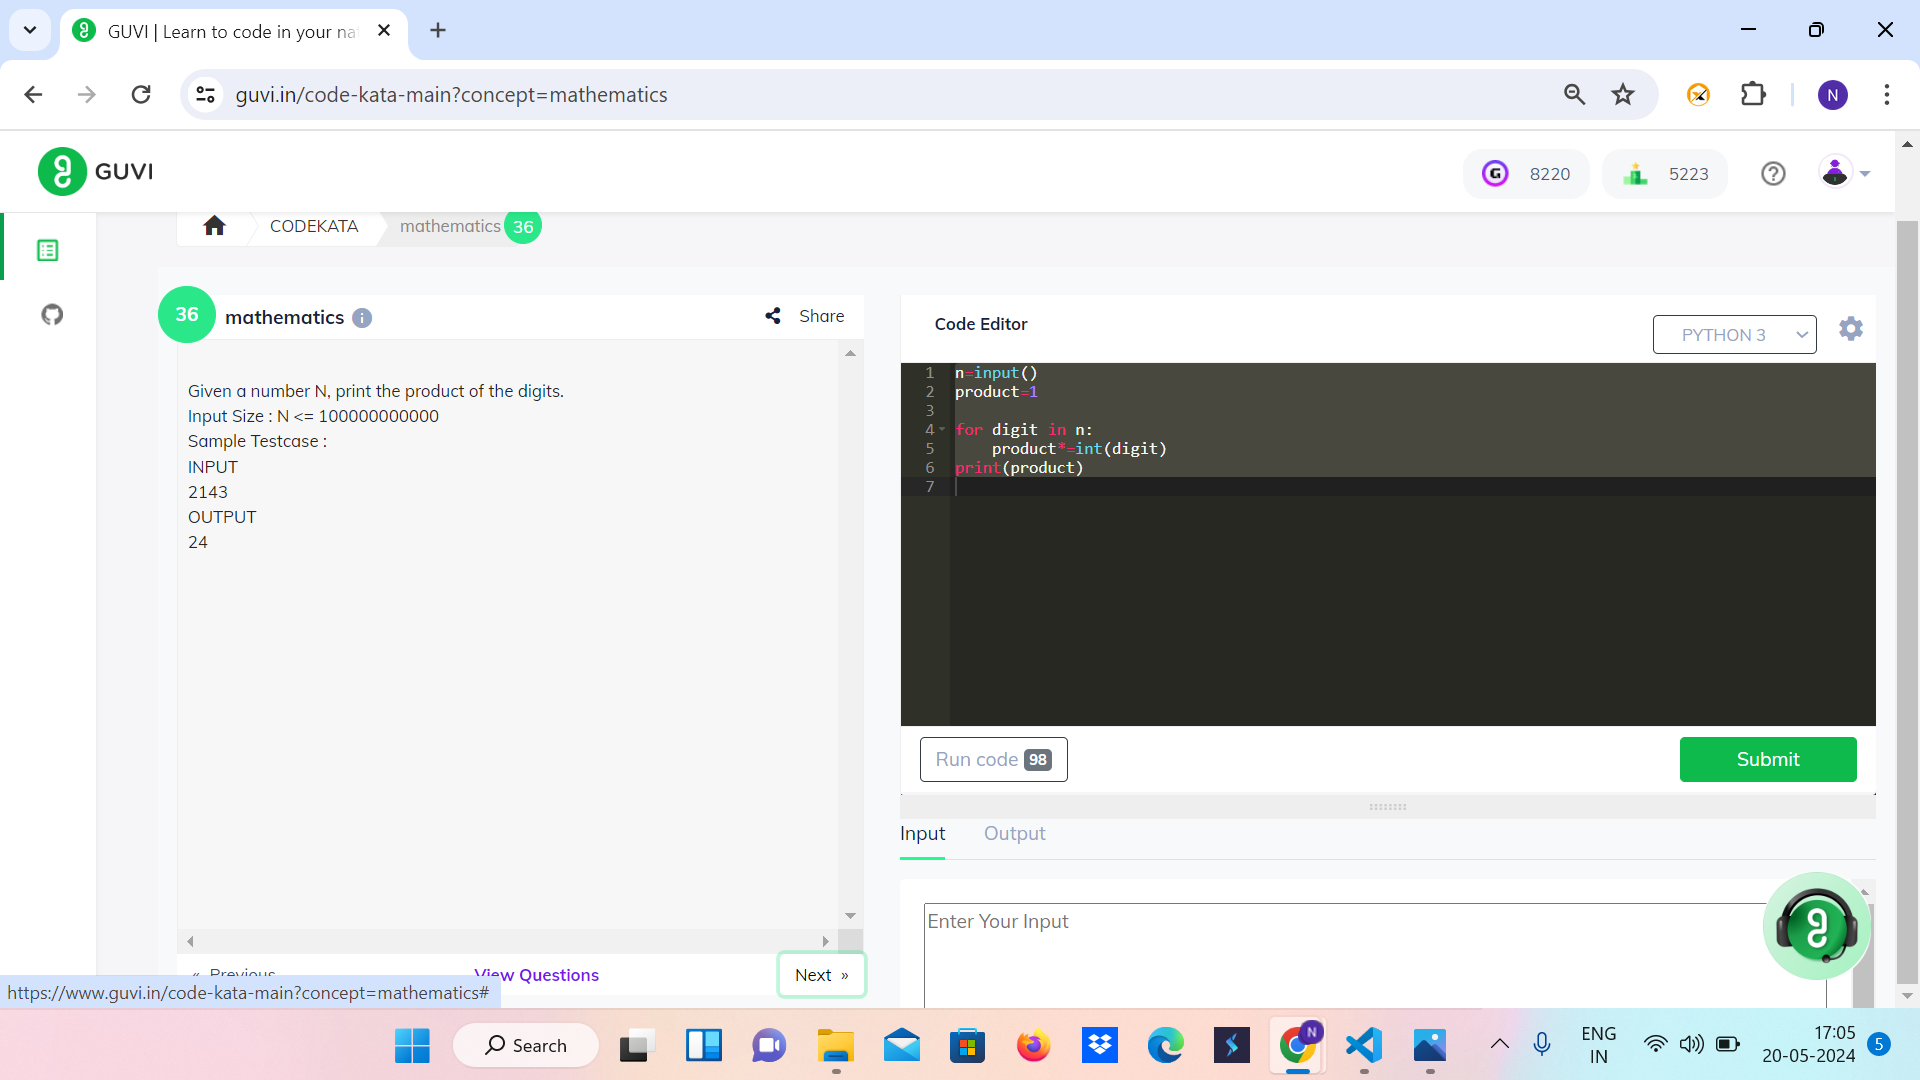 GUVI | Learn to code in your na
guvi.in/code-kata-main?concept=mathematics
N
GUVI
G 8220
5223
CODEKATA
mathematics 36
36 mathematics
Share
Given a number N, print the product of the digits.
Input Size : N <= 100000000000
Sample Testcase :
INPUT
2143
OUTPUT
24
« Previous
View Questions
Next »
https://www.guvi.in/code-kata-main?concept=mathematics#
Code Editor
PYTHON 3
1 n=input()
2 product=1
3
4 for digit in n:
5     product*=int(digit)
6 print(product)
7
Run code 98
Submit
Input
Output
Enter Your Input
Search
N
ENG
IN
17:05
20-05-2024
5